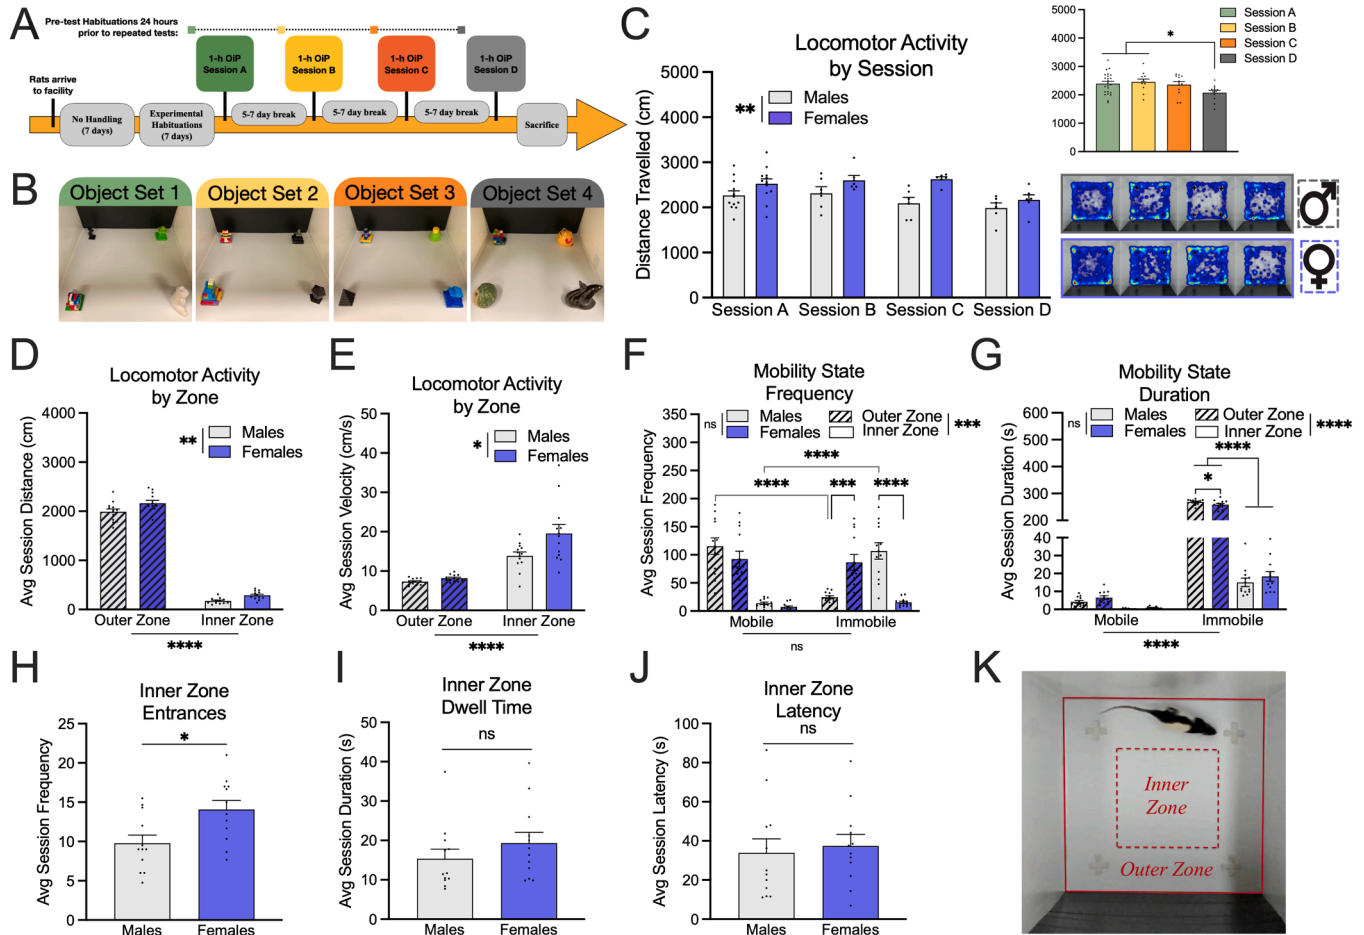 A
Pre-test Habituations 24 hours
prior to repeated tests:
1-h OiP
Session A
1-h OiP
Session B
1-h OiP
Session C
1-h OiP
Session D
Rats arrive
to facility
No Handling
(7 days)
Experimental
Habituations
(7 days)
5-7 day break
5-7 day break
5-7 day break
Sacrifice
B
Object Set 1
Object Set 2
Object Set 3
Object Set 4
C
Locomotor Activity
by Session
Distance Travelled (cm)
5000
4000
3000
2000
1000
0
**
Males
Females
Session A
Session B
Session C
Session D
5000
4000
3000
2000
1000
0
*
Session A
Session B
Session C
Session D
♂
♀
D
Locomotor Activity
by Zone
Avg Session Distance (cm)
4000
3000
2000
1000
0
**
Males
Females
Outer Zone
Inner Zone
****
E
Locomotor Activity
by Zone
Avg Session Velocity (cm/s)
50
40
30
20
10
0
*
Males
Females
Outer Zone
Inner Zone
****
F
Mobility State
Frequency
Avg Session Frequency
350
300
250
200
150
100
50
0
ns
Males
Females
Outer Zone
Inner Zone
***
****
****
***
****
Mobile
Immobile
ns
G
Mobility State
Duration
Avg Session Duration (s)
600
500
400
300
200
40
30
20
10
0
ns
Males
Females
Outer Zone
Inner Zone
****
****
*
Mobile
Immobile
****
H
Inner Zone
Entrances
Avg Session Frequency
25
20
15
10
5
0
*
Males
Females
I
Inner Zone
Dwell Time
Avg Session Duration (s)
50
40
30
20
10
0
ns
Males
Females
J
Inner Zone
Latency
Avg Session Latency (s)
100
80
60
40
20
0
ns
Males
Females
K
Inner
Zone
Outer Zone